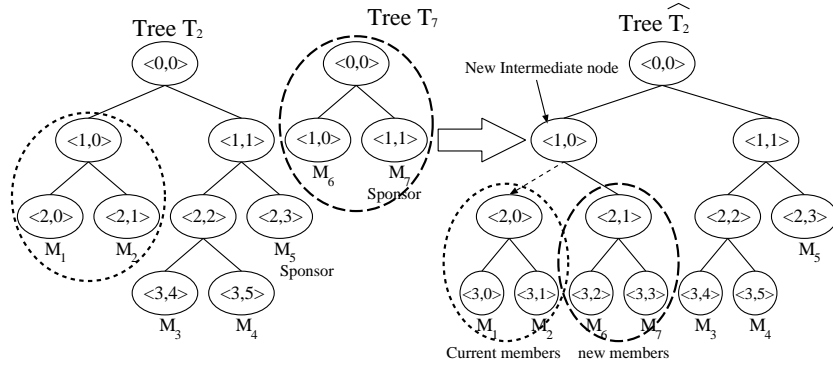 Tree T2
Tree T7
Tree T̂2
<0,0>
<0,0>
<0,0>
New Intermediate node
<1,0>
<1,1>
<1,0>
<1,1>
<1,0>
<1,1>
M6
M7
Sponsor
<2,0>
<2,1>
<2,2>
<2,3>
<2,0>
<2,1>
<2,2>
<2,3>
M1
M2
M5
Sponsor
M5
<3,4>
<3,5>
<3,0>
<3,1>
<3,2>
<3,3>
<3,4>
<3,5>
M3
M4
M1
M2
M6
M7
M3
M4
Current members
new members